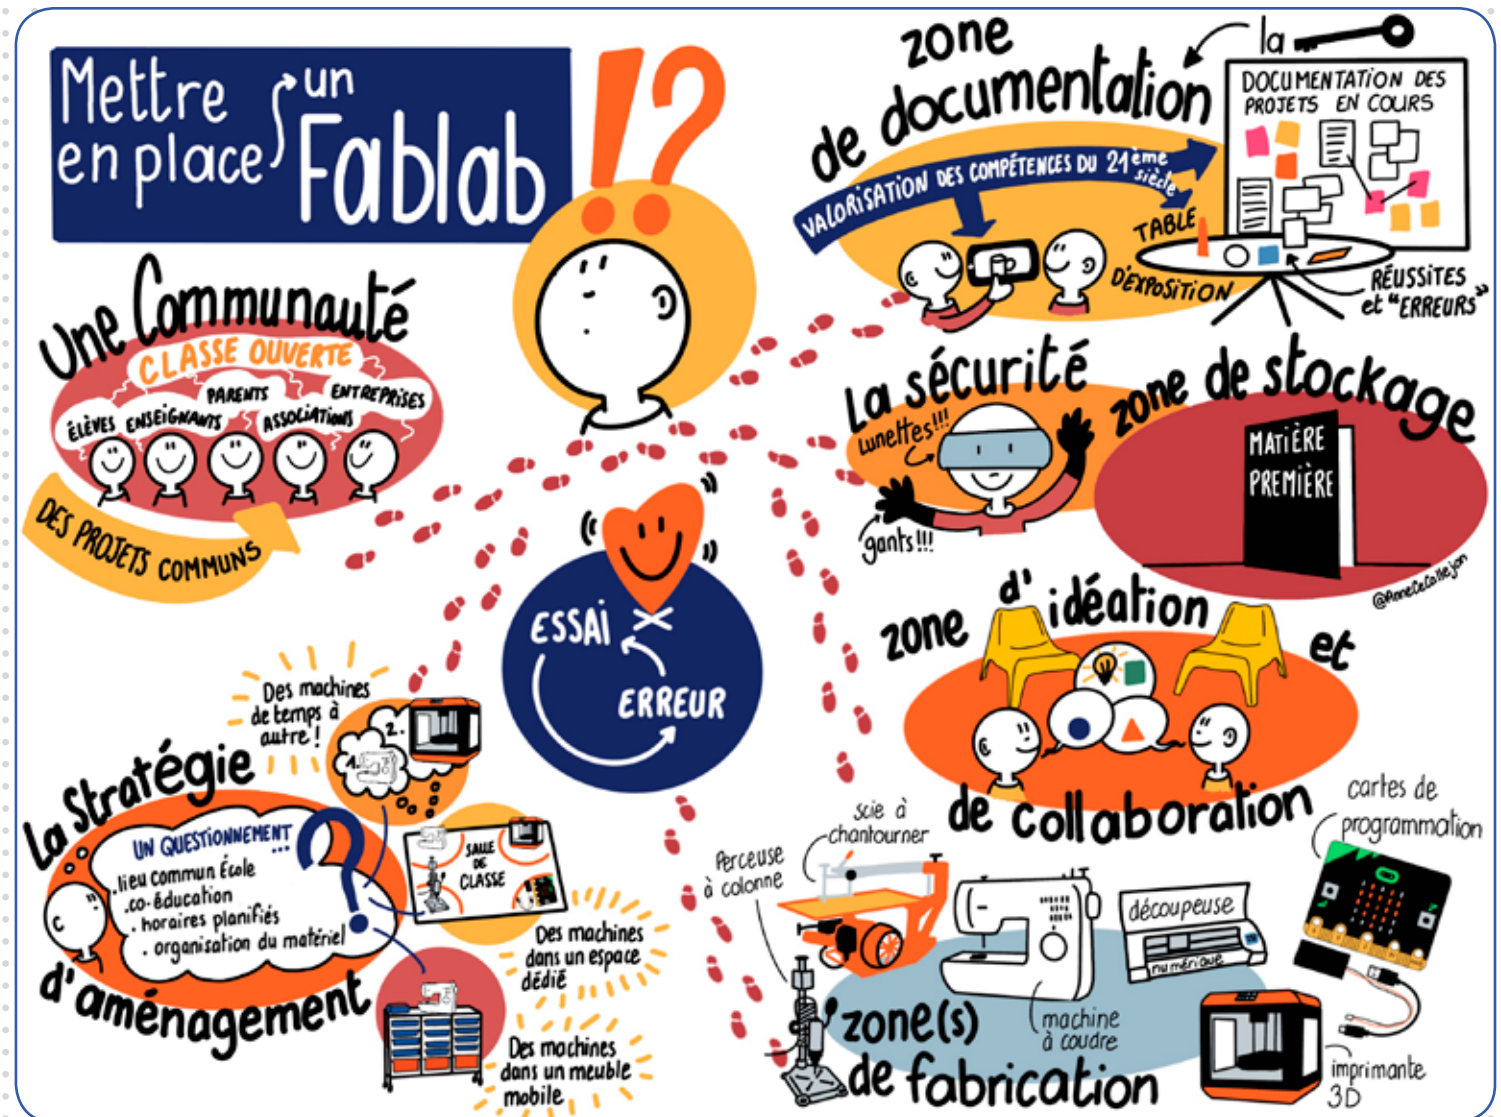 Mettre
en place
un
Fablab
!?
Une Communauté
CLASSE OUVERTE
ÉLÈVES
ENSEIGNANTS
PARENTS
ASSOCIATIONS
ENTREPRISES
DES PROJETS COMMUNS
zone
de documentation
la
DOCUMENTATION DES
PROJETS EN COURS
VALORISATION DES COMPÉTENCES DU 21ème
siècle
TABLE
D'EXPOSITION
RÉUSSITES
et "ERREURS"
La sécurité
Lunettes!!!
gants!!!
zone de stockage
MATIÈRE
PREMIÈRE
@AnneCeCallejon
ESSAi
ERREUR
zone d'idéation et
de collaboration
La Stratégie
d'aménagement
UN QUESTIONNEMENT
...
.lieu commun École
.co-éducation
. horaires planifiés
. organisation du matériel
?
Des machines
de temps à
autre !
1.
2.
SALLE
DE
CLASSE
Des machines
dans un espace
dédié
Des machines
dans un meuble
mobile
Perceuse
à colonne
scie à
chantourner
machine
à coudre
découpeuse
numérique
cartes de
programmation
imprimante
3D
zone(s)
de fabrication